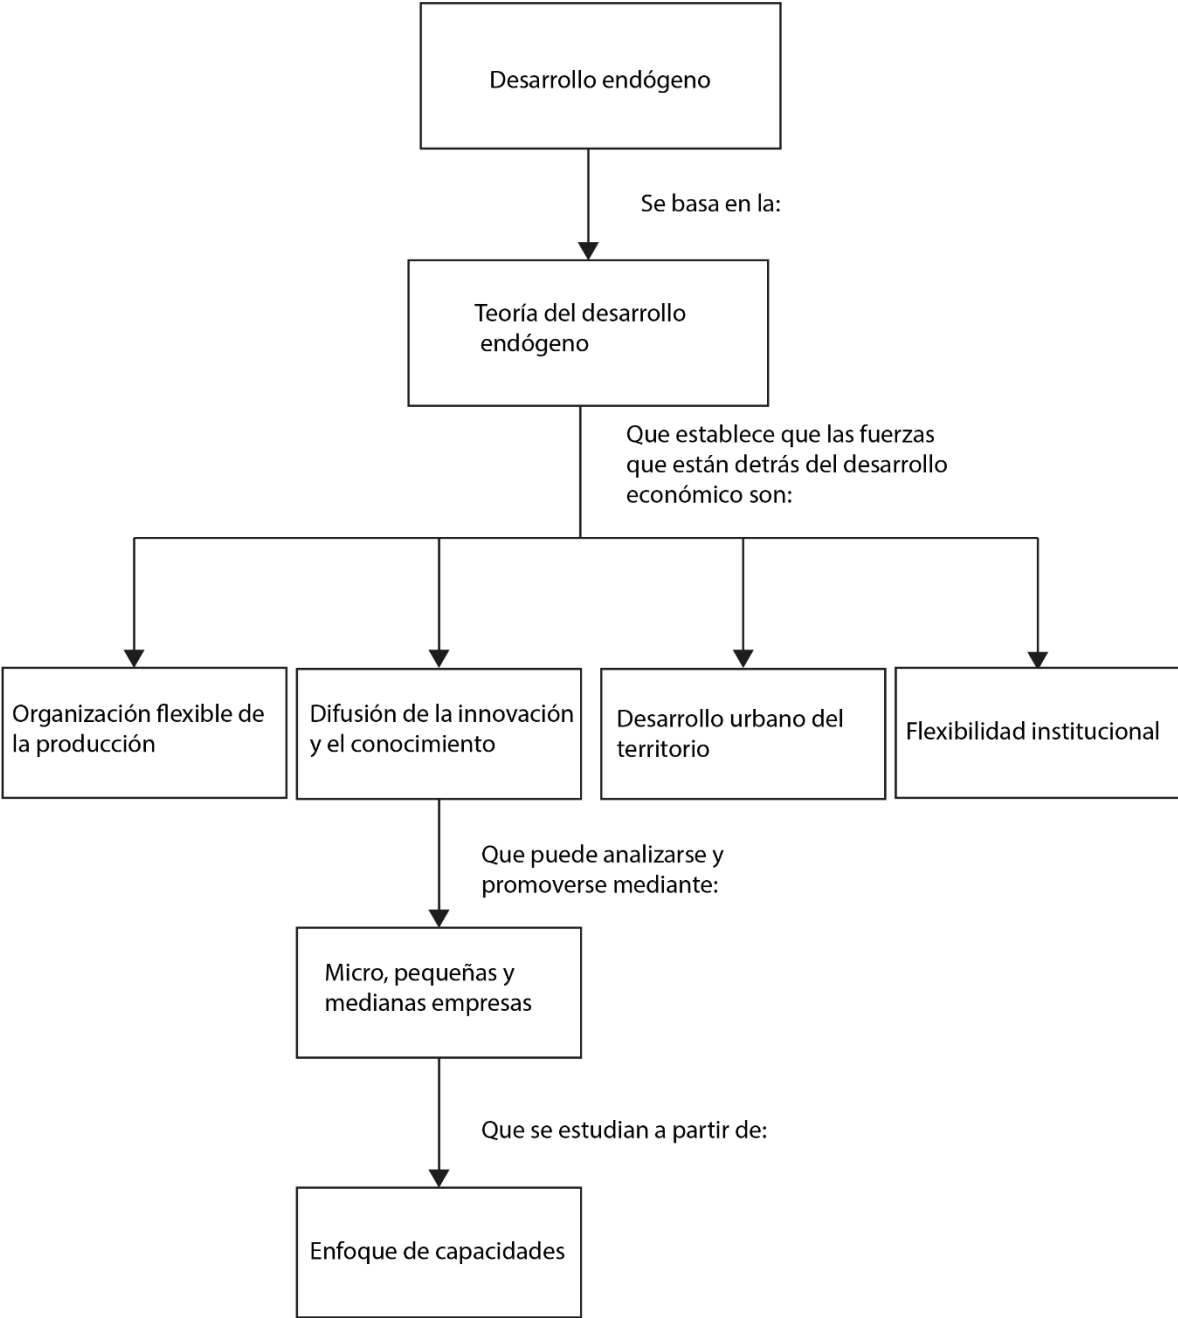 Desarrollo endógeno
Se basa en la:
Teoría del desarrollo
endógeno
Que establece que las fuerzas
que están detrás del desarrollo
económico son:
Organización flexible de
la producción
Difusión de la innovación
y el conocimiento
Desarrollo urbano del
territorio
Flexibilidad institucional
Que puede analizarse y
promoverse mediante:
Micro, pequeñas y
medianas empresas
Que se estudian a partir de:
Enfoque de capacidades